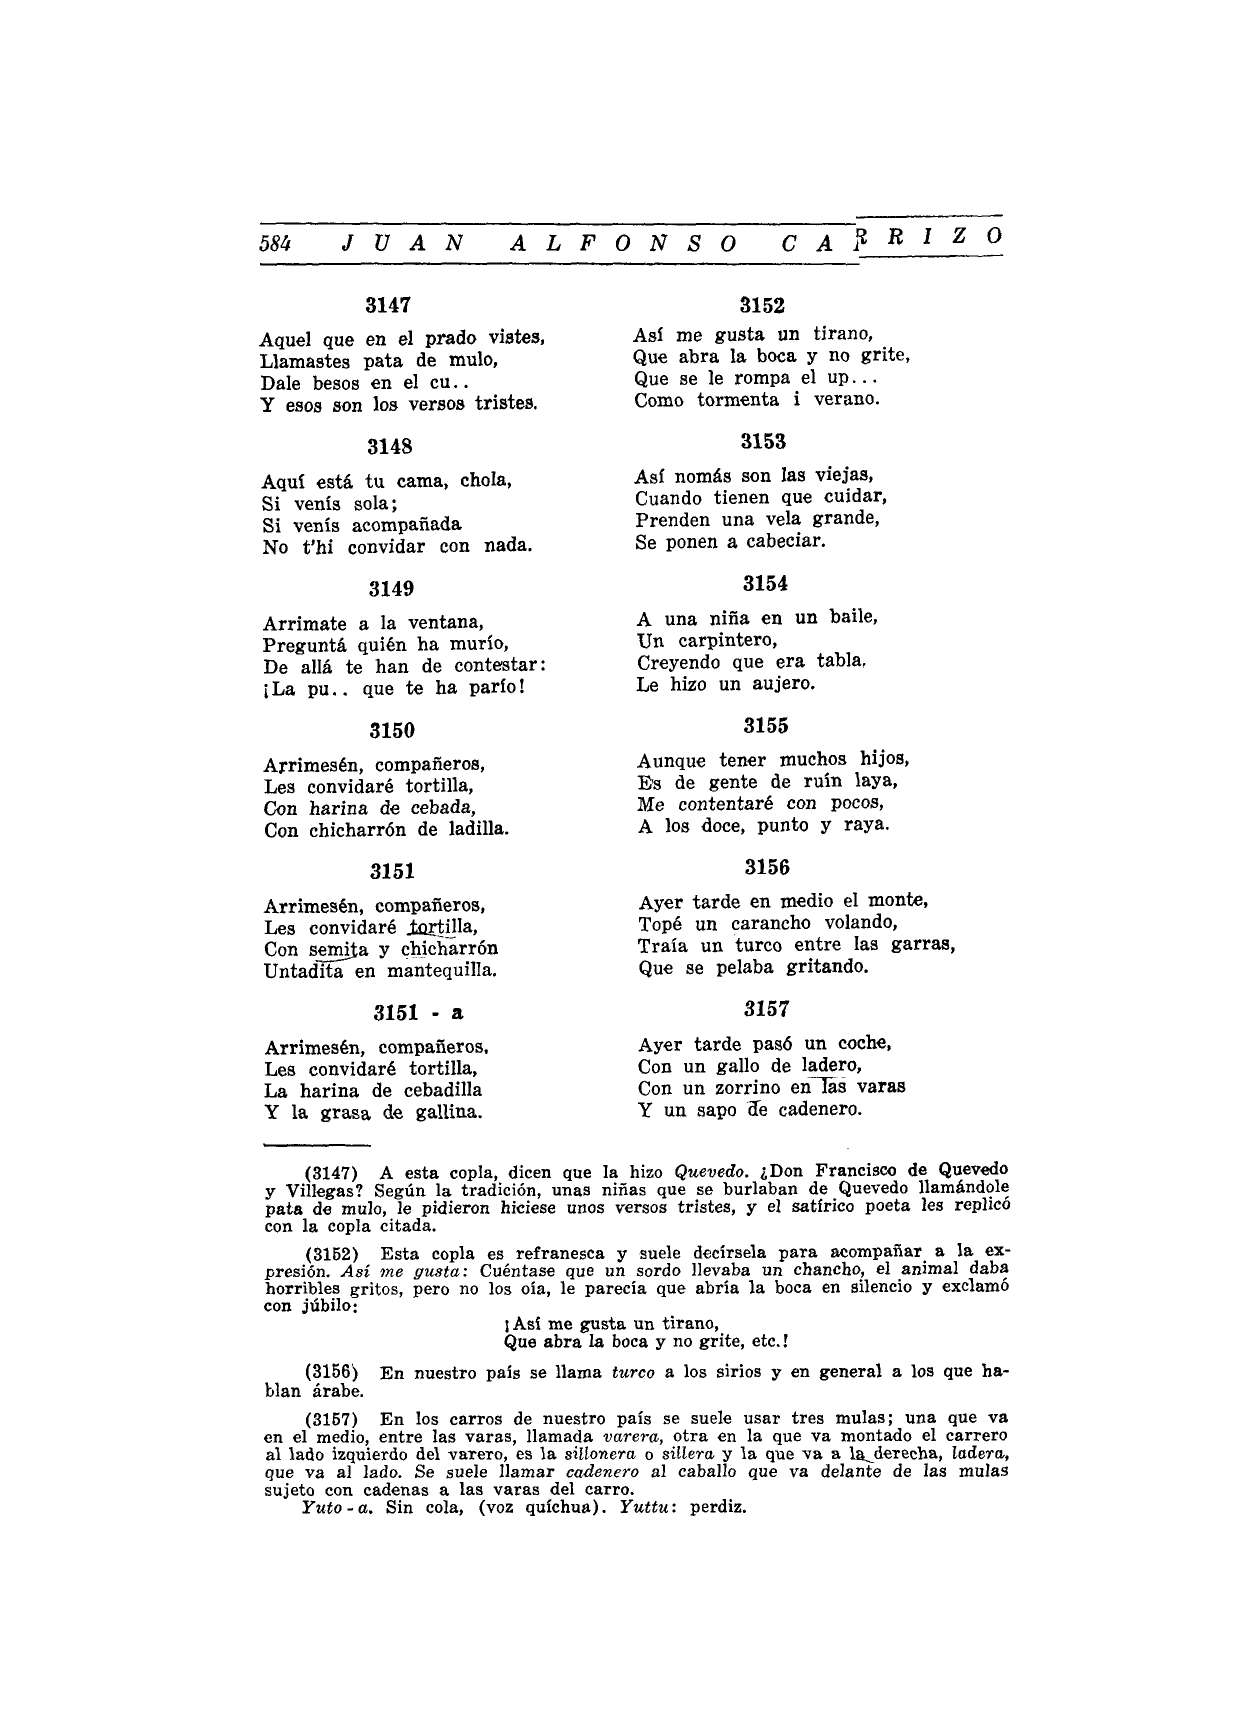 584 JUAN ALFONSO CARRIZO
3147
Aquel que en el prado vistes,
Llamastes pata de mulo,
Dale besos en el cu..
Y esos son los versos tristes.
3148
Aquí está tu cama, chola,
Si venís sola;
Si venís acompañada
No t'hi convidar con nada.
3149
Arrimate a la ventana,
Preguntá quién ha murío,
De allá te han de contestar:
¡La pu.. que te ha parío!
3150
Arrimesén, compañeros,
Les convidaré tortilla,
Con harina de cebada,
Con chicharrón de ladilla.
3151
Arrimesén, compañeros,
Les convidaré tortilla,
Con semita y chicharrón
Untadita en mantequilla.
3151 - a
Arrimesén, compañeros,
Les convidaré tortilla,
La harina de cebadilla
Y la grasa de gallina.
3152
Así me gusta un tirano,
Que abra la boca y no grite,
Que se le rompa el up...
Como tormenta i verano.
3153
Así nomás son las viejas,
Cuando tienen que cuidar,
Prenden una vela grande,
Se ponen a cabeciar.
3154
A una niña en un baile,
Un carpintero,
Creyendo que era tabla,
Le hizo un aujero.
3155
Aunque tener muchos hijos,
Es de gente de ruín laya,
Me contentaré con pocos,
A los doce, punto y raya.
3156
Ayer tarde en medio el monte,
Topé un carancho volando,
Traía un turco entre las garras,
Que se pelaba gritando.
3157
Ayer tarde pasó un coche,
Con un gallo de ladero,
Con un zorrino en las varas
Y un sapo de cadenero.
(3147) A esta copla, dicen que la hizo Quevedo. ¿Don Francisco de Quevedo
y Villegas? Según la tradición, unas niñas que se burlaban de Quevedo llamándole
pata de mulo, le pidieron hiciese unos versos tristes, y el satírico poeta les replicó
con la copla citada.
(3152) Esta copla es refranesca y suele decírsela para acompañar a la ex-
presión. Así me gusta: Cuéntase que un sordo llevaba un chancho, el animal daba
horribles gritos, pero no los oía, le parecía que abría la boca en silencio y exclamó
con júbilo:
¡Así me gusta un tirano,
Que abra la boca y no grite, etc.!
(3156) En nuestro país se llama turco a los sirios y en general a los que ha-
blan árabe.
(3157) En los carros de nuestro país se suele usar tres mulas; una que va
en el medio, entre las varas, llamada varera, otra en la que va montado el carrero
al lado izquierdo del varero, es la sillonera o sillera y la que va a la derecha, ladera,
que va al lado. Se suele llamar cadenero al caballo que va delante de las mulas
sujeto con cadenas a las varas del carro.
Yuto - a. Sin cola, (voz quíchua). Yuttu: perdiz.